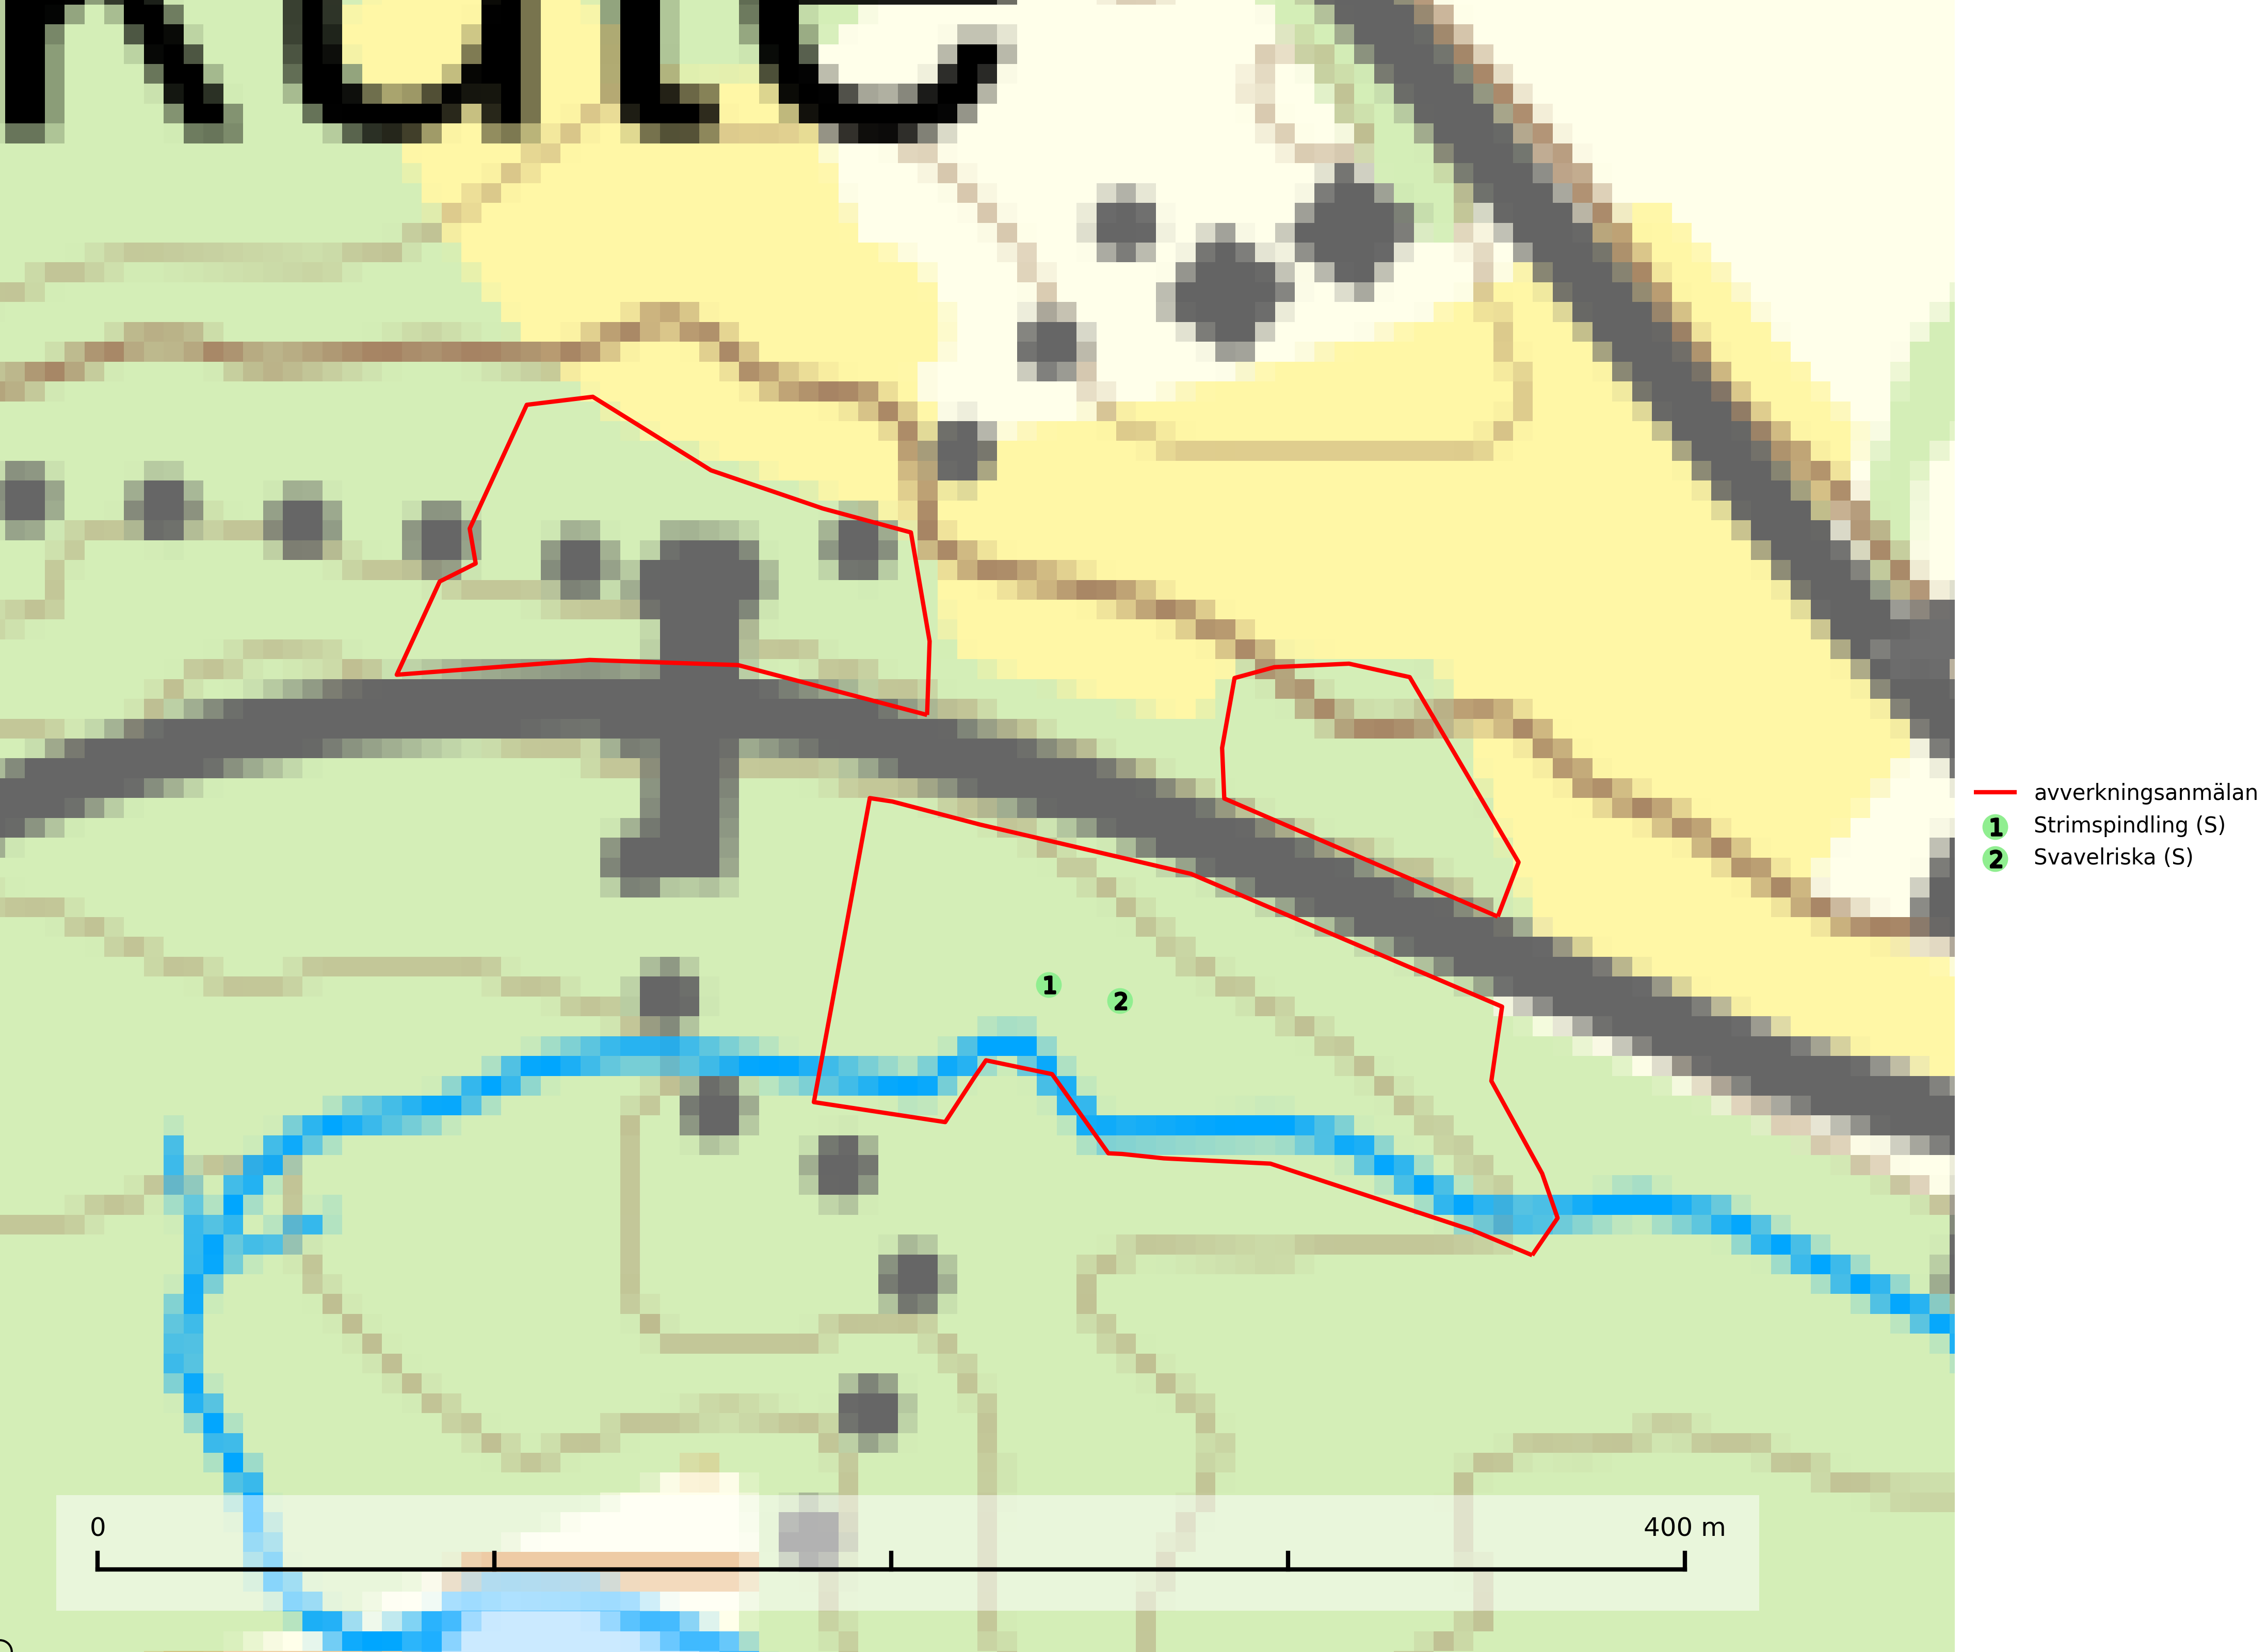 avverkningsanmälan
1 Strimspindling (S)
2 Svavelriska (S)
1
2
0 400 m